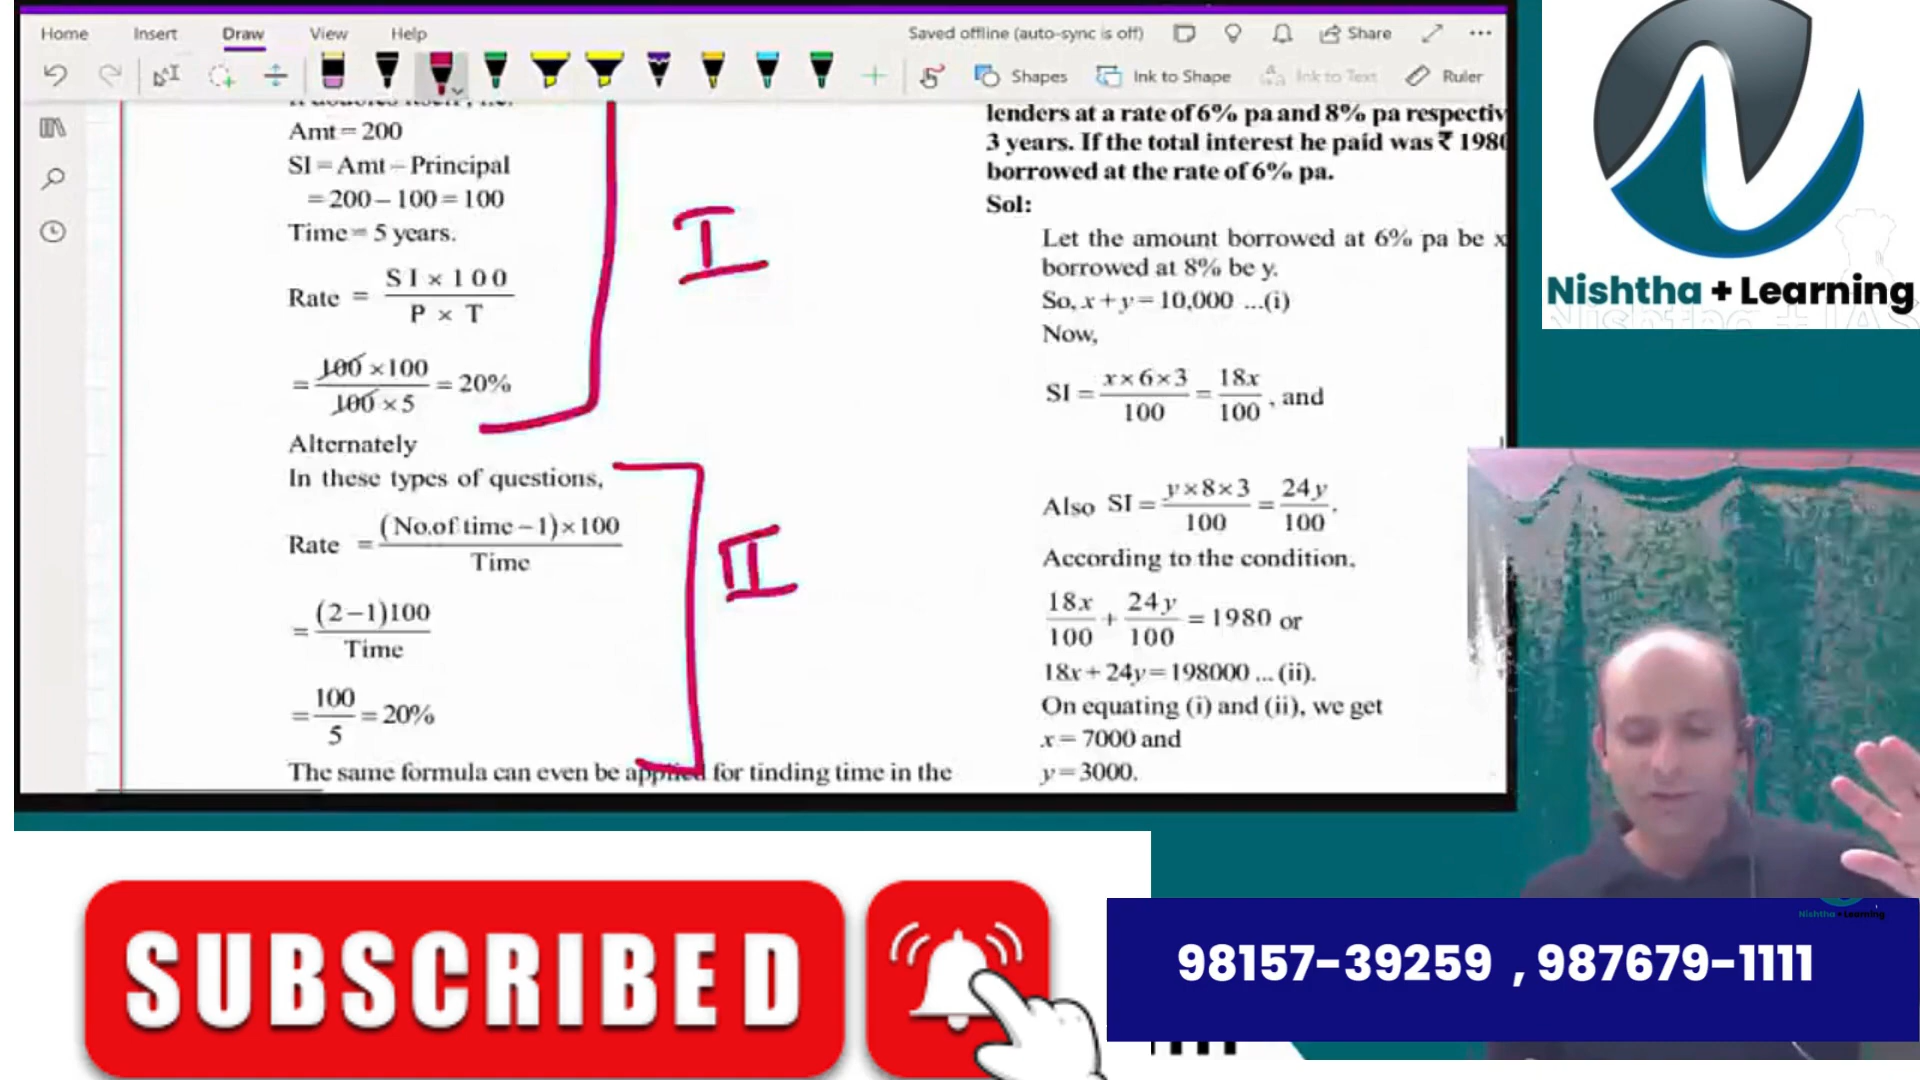 Home Insert Draw View Help
Saved offline (auto-sync is off) Share
Shapes Ink to Shape Ink to Text Ruler
Amt = 200
SI = Amt – Principal
= 200 – 100 = 100
Time = 5 years.
Rate = SI × 100 / P × T
= 100 × 100 / 100 × 5 = 20%
Alternately
In these types of questions,
Rate = (No.of time – 1) × 100 / Time
= (2 – 1)100 / Time
= 100 / 5 = 20%
The same formula can even be applied for tinding time in the
I
II
lenders at a rate of 6% pa and 8% pa
3 years. If the total interest he paid was ₹
borrowed at the rate of 6% pa.
Sol:
Let the amount borrowed at 6% pa be x
borrowed at 8% be y.
So, x + y = 10,000 ...(i)
Now,
SI = x × 6 × 3 / 100 = 18x / 100 , and
Also SI = y × 8 × 3 / 100 = 24y / 100 .
According to the condition,
18x / 100 + 24y / 100 = 1980 or
18x + 24y = 198000 ... (ii).
On equating (i) and (ii), we get
x = 7000 and
y = 3000.
Nishtha + Learning
SUBSCRIBED
Nishtha + Learning
98157-39259 , 987679-1111